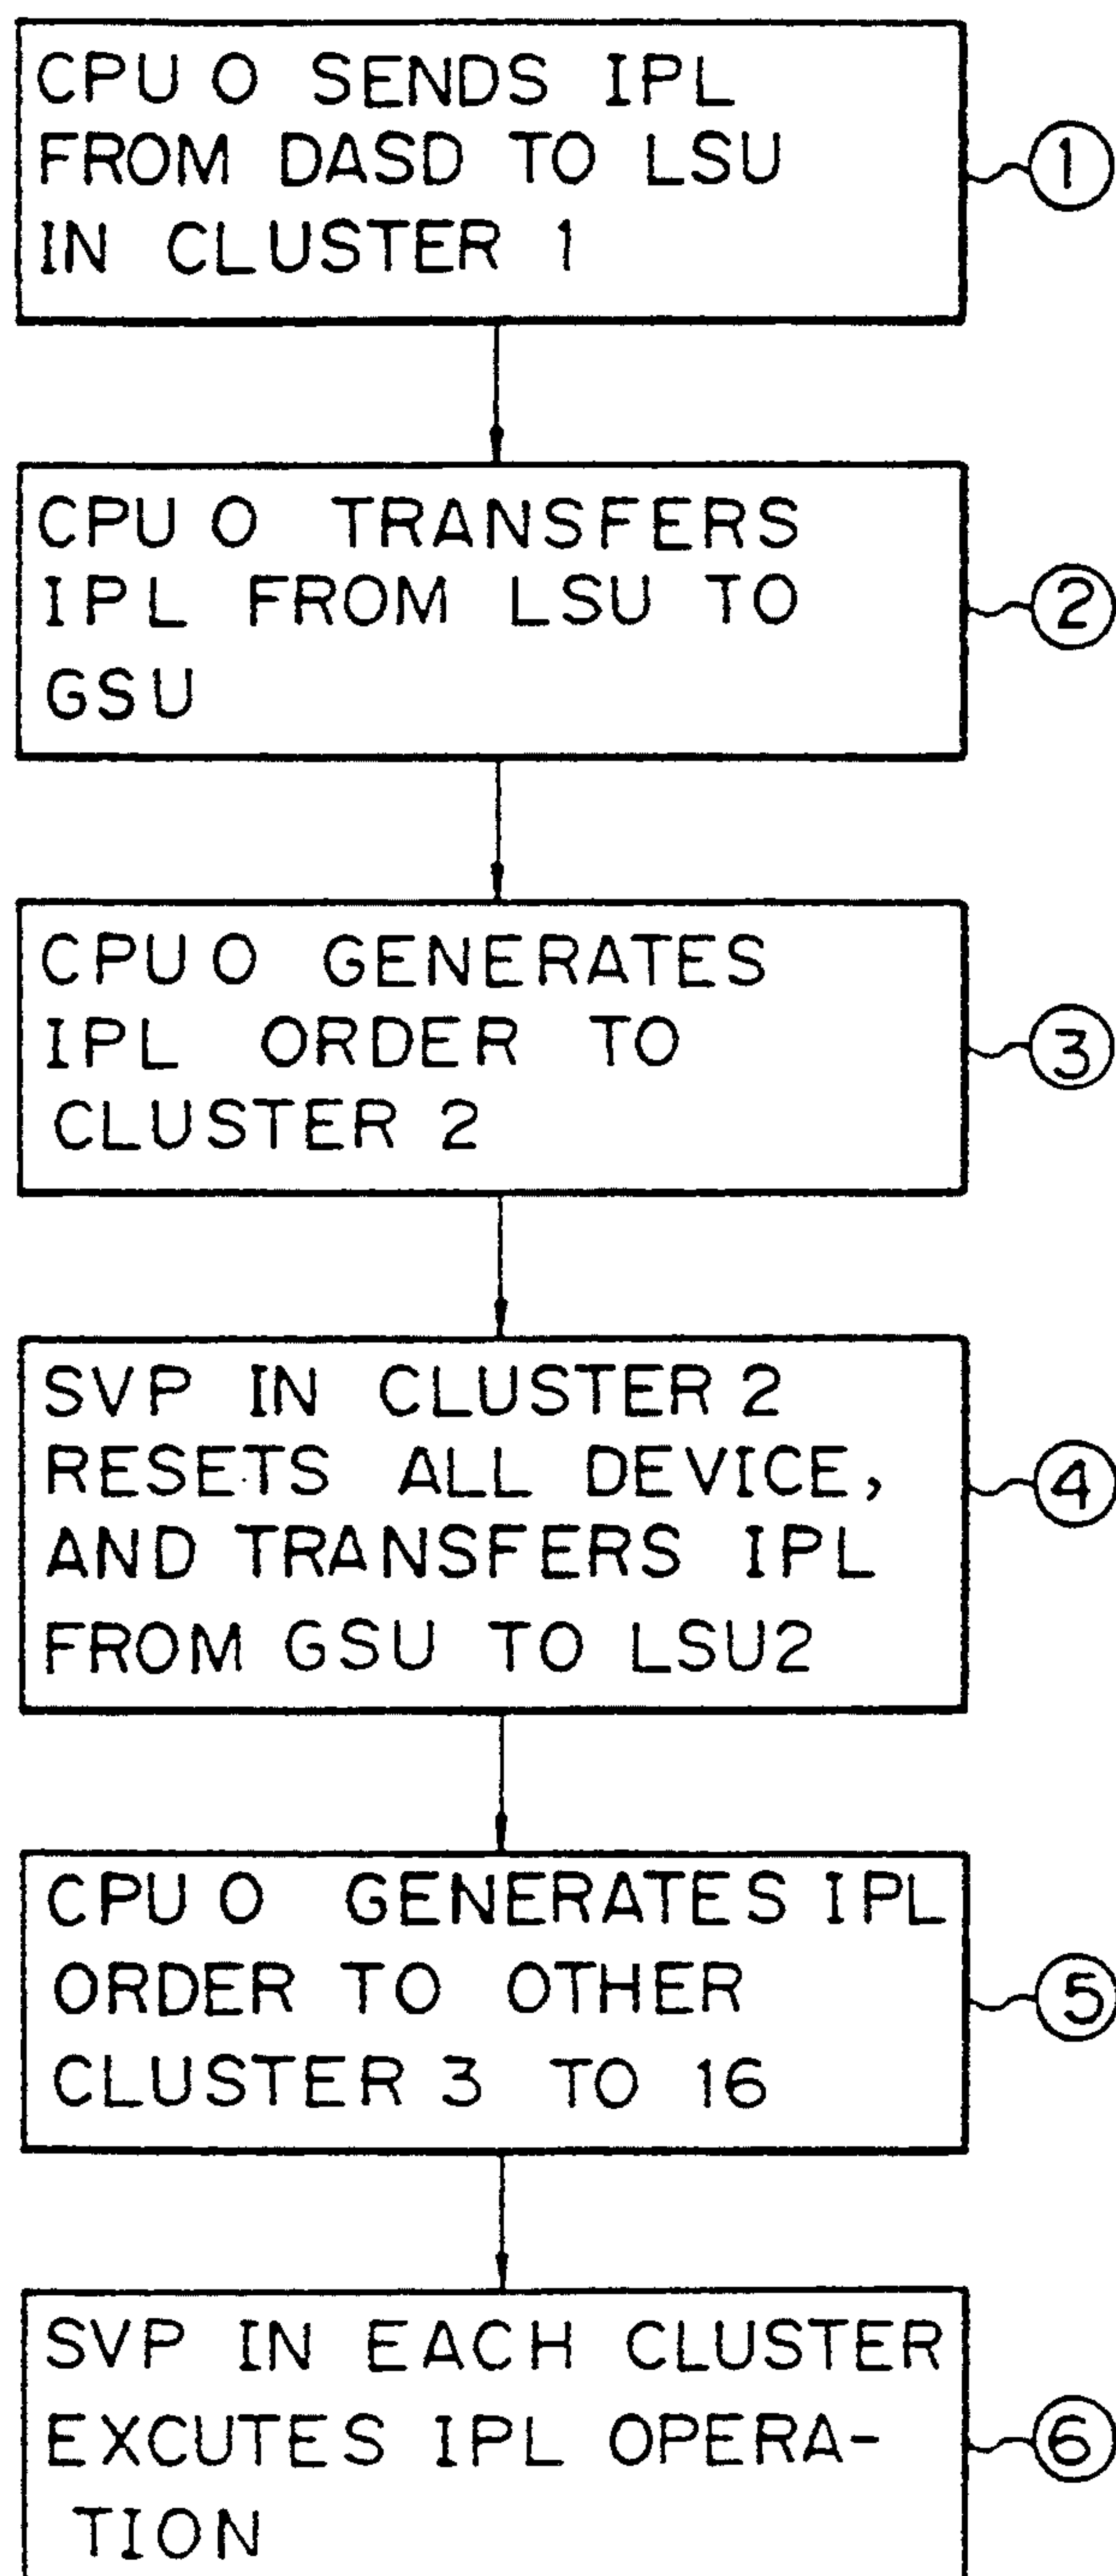 CPU 0 SENDS IPL
FROM DASD TO LSU
IN CLUSTER 1
1
CPU 0 TRANSFERS
IPL FROM LSU TO
GSU
2
CPU 0 GENERATES
IPL ORDER TO
CLUSTER 2
3
SVP IN CLUSTER 2
RESETS ALL DEVICE,
AND TRANSFERS IPL
FROM GSU TO LSU2
4
CPU 0 GENERATES IPL
ORDER TO OTHER
CLUSTER 3 TO 16
5
SVP IN EACH CLUSTER
EXCUTES IPL OPERA-
TION
6